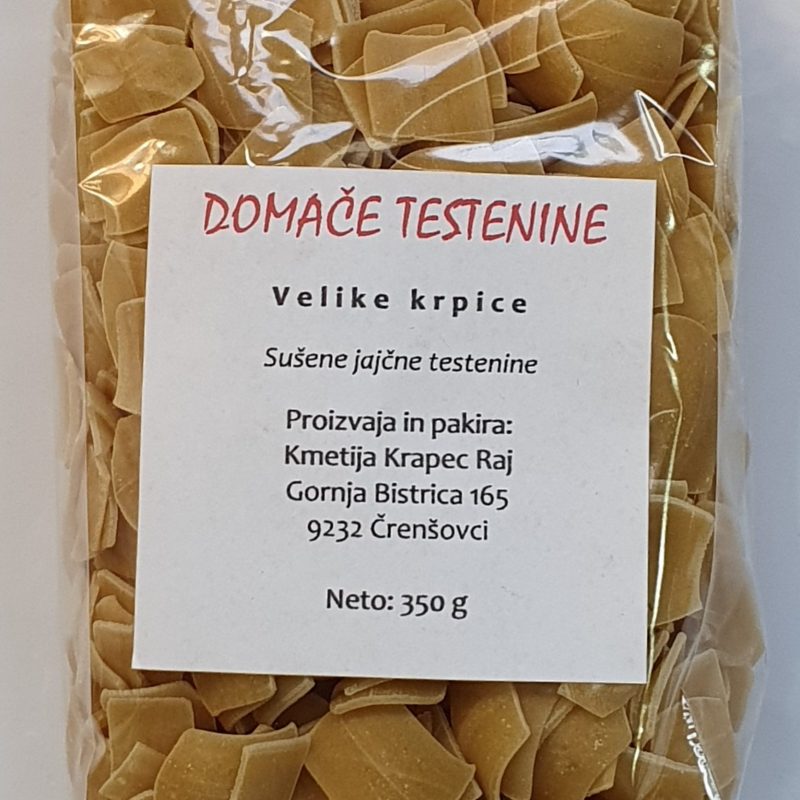 DOMAČE TESTENINE
Velike krpice
Sušene jajčne testenine
Proizvaja in pakira:
Kmetija Krapec Raj
Gornja Bistrica 165
9232 Črenšovci
Neto: 350 g